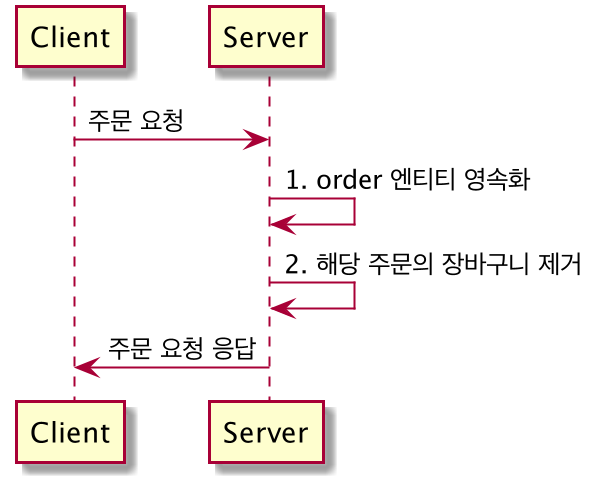 Client
Server
주문 요청
1. order 엔티티 영속화
2. 해당 주문의 장바구니 제거
주문 요청 응답
Client
Server